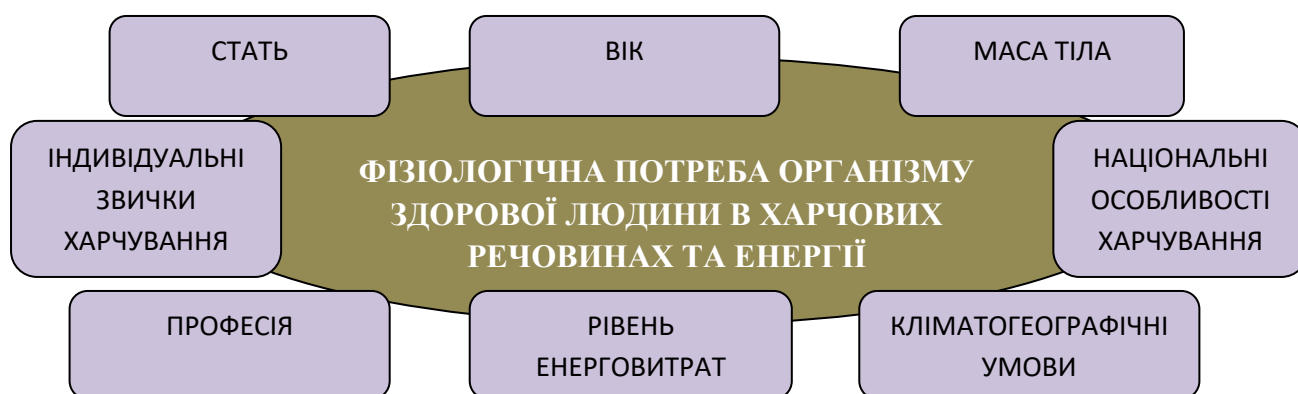 СТАТЬ
ВІК
МАСА ТІЛА
ІНДИВІДУАЛЬНІ
ЗВИЧКИ
ХАРЧУВАННЯ
ФІЗІОЛОГІЧНА ПОТРЕБА ОРГАНІЗМУ
ЗДОРОВОЇ ЛЮДИНИ В ХАРЧОВИХ
РЕЧОВИНАХ ТА ЕНЕРГІЇ
НАЦІОНАЛЬНІ
ОСОБЛИВОСТІ
ХАРЧУВАННЯ
ПРОФЕСІЯ
РІВЕНЬ
ЕНЕРГОВИТРАТ
КЛІМАТОГЕОГРАФІЧНІ
УМОВИ